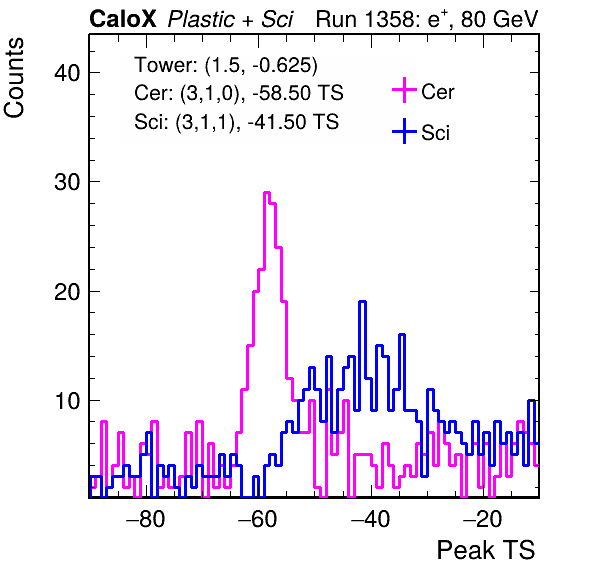 CaloX Plastic + Sci Run 1358: e⁺, 80 GeV
Tower: (1.5, -0.625)
Cer: (3,1,0), -58.50 TS
Sci: (3,1,1), -41.50 TS
Cer
Sci
Counts
40
30
20
10
−80 −60 −40 −20
Peak TS